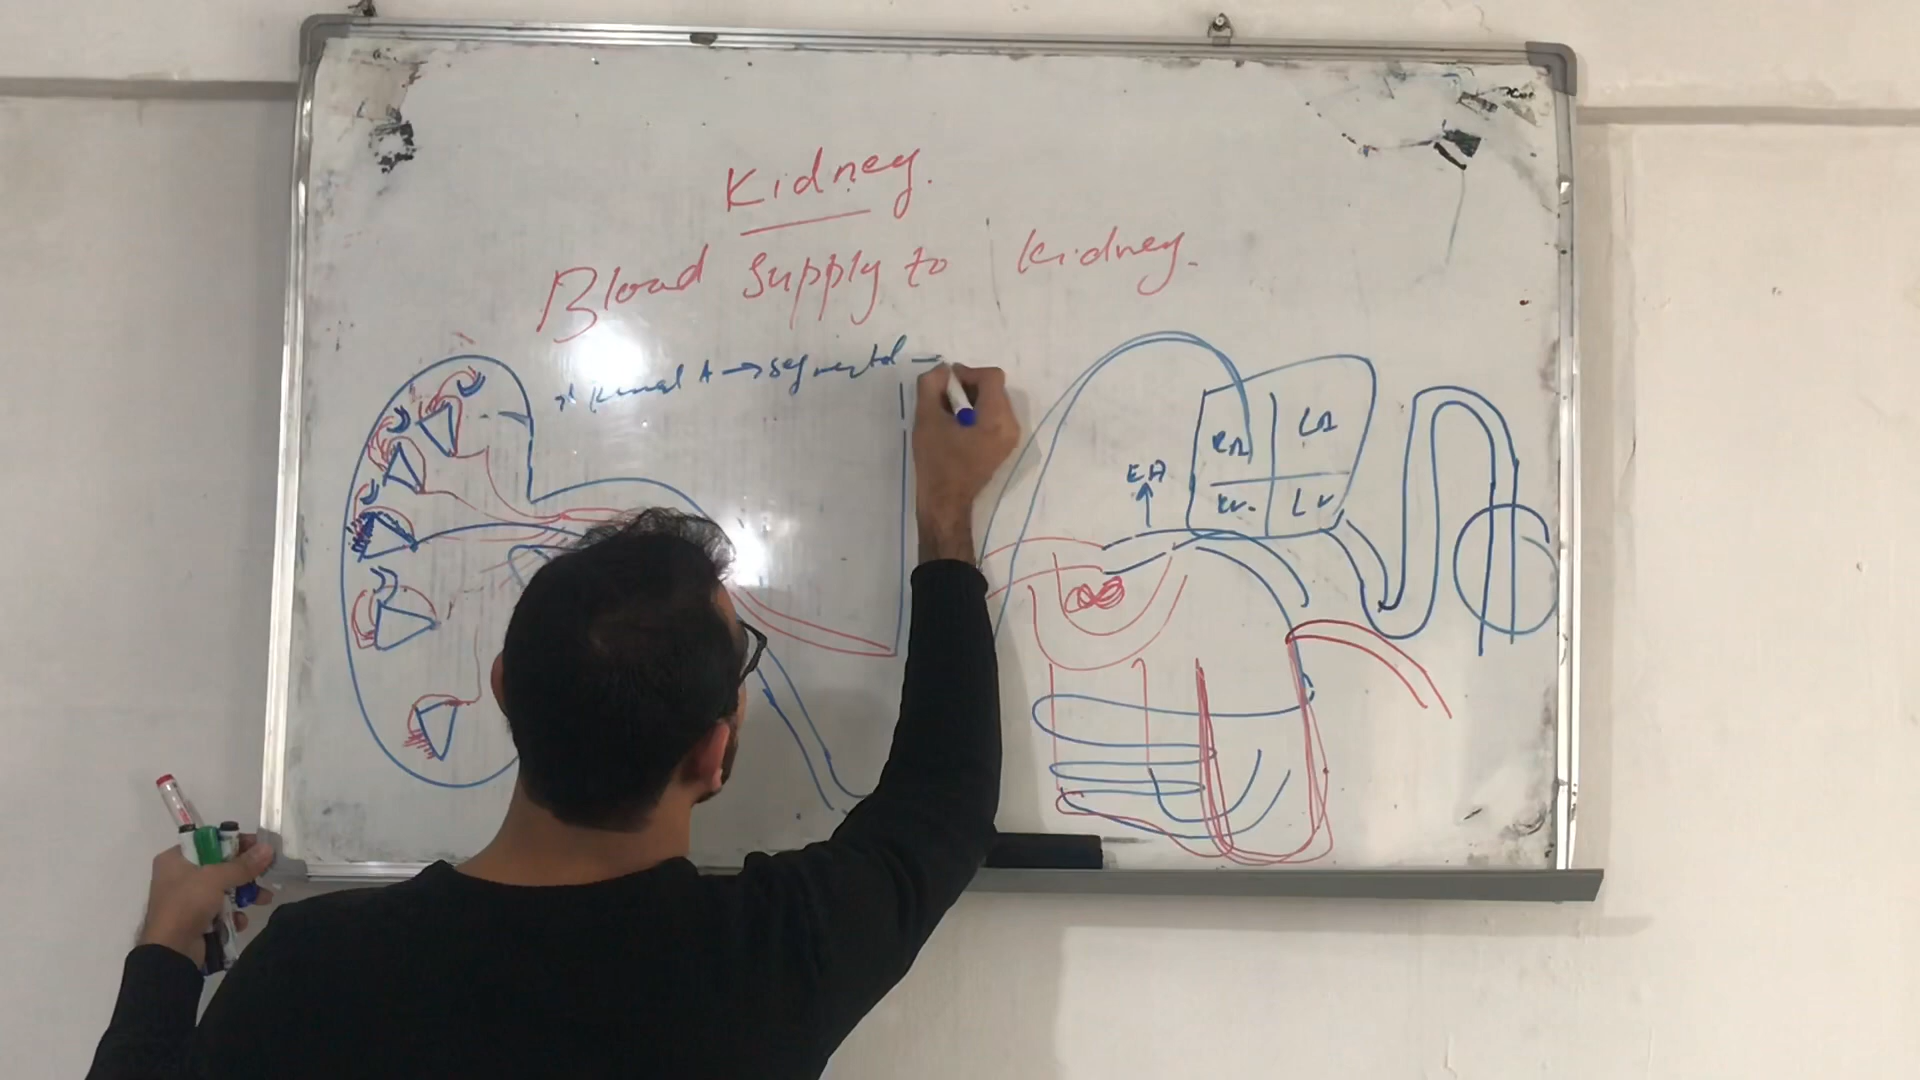 Kidney.
Blood supply to kidney.
Renal A → segmental →
RA LA
EA
RV. LV